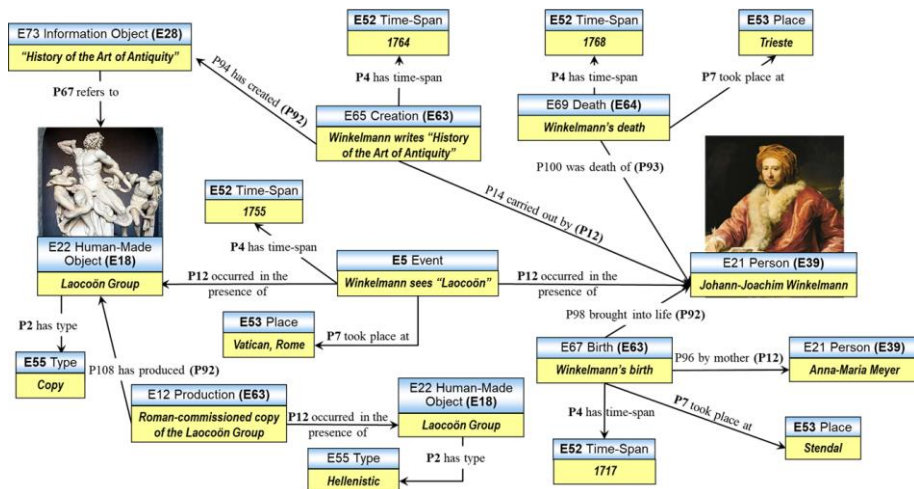 E73 Information Object (E28)
"History of the Art of Antiquity"
P67 refers to
E52 Time-Span
1764
P4 has time-span
E52 Time-Span
1768
P4 has time-span
E53 Place
Trieste
P7 took place at
P94 has created (P92)
E65 Creation (E63)
Winkelmann writes "History
of the Art of Antiquity"
E69 Death (E64)
Winkelmann's death
P100 was death of (P93)
P14 carried out by (P12)
E52 Time-Span
1755
P4 has time-span
E22 Human-Made
Object (E18)
Laocoön Group
P12 occurred in the
presence of
E5 Event
Winkelmann sees "Laocoön"
P12 occurred in the
presence of
E21 Person (E39)
Johann-Joachim Winkelmann
P2 has type
E55 Type
Copy
P108 has produced (P92)
E53 Place
Vatican, Rome
P7 took place at
P98 brought into life (P92)
E67 Birth (E63)
Winkelmann's birth
P96 by mother (P12)
E21 Person (E39)
Anna-Maria Meyer
E12 Production (E63)
Roman-commissioned copy
of the Laocoön Group
P12 occurred in the
presence of
E22 Human-Made
Object (E18)
Laocoön Group
P2 has type
E55 Type
Hellenistic
P4 has time-span
E52 Time-Span
1717
P7 took place at
E53 Place
Stendal